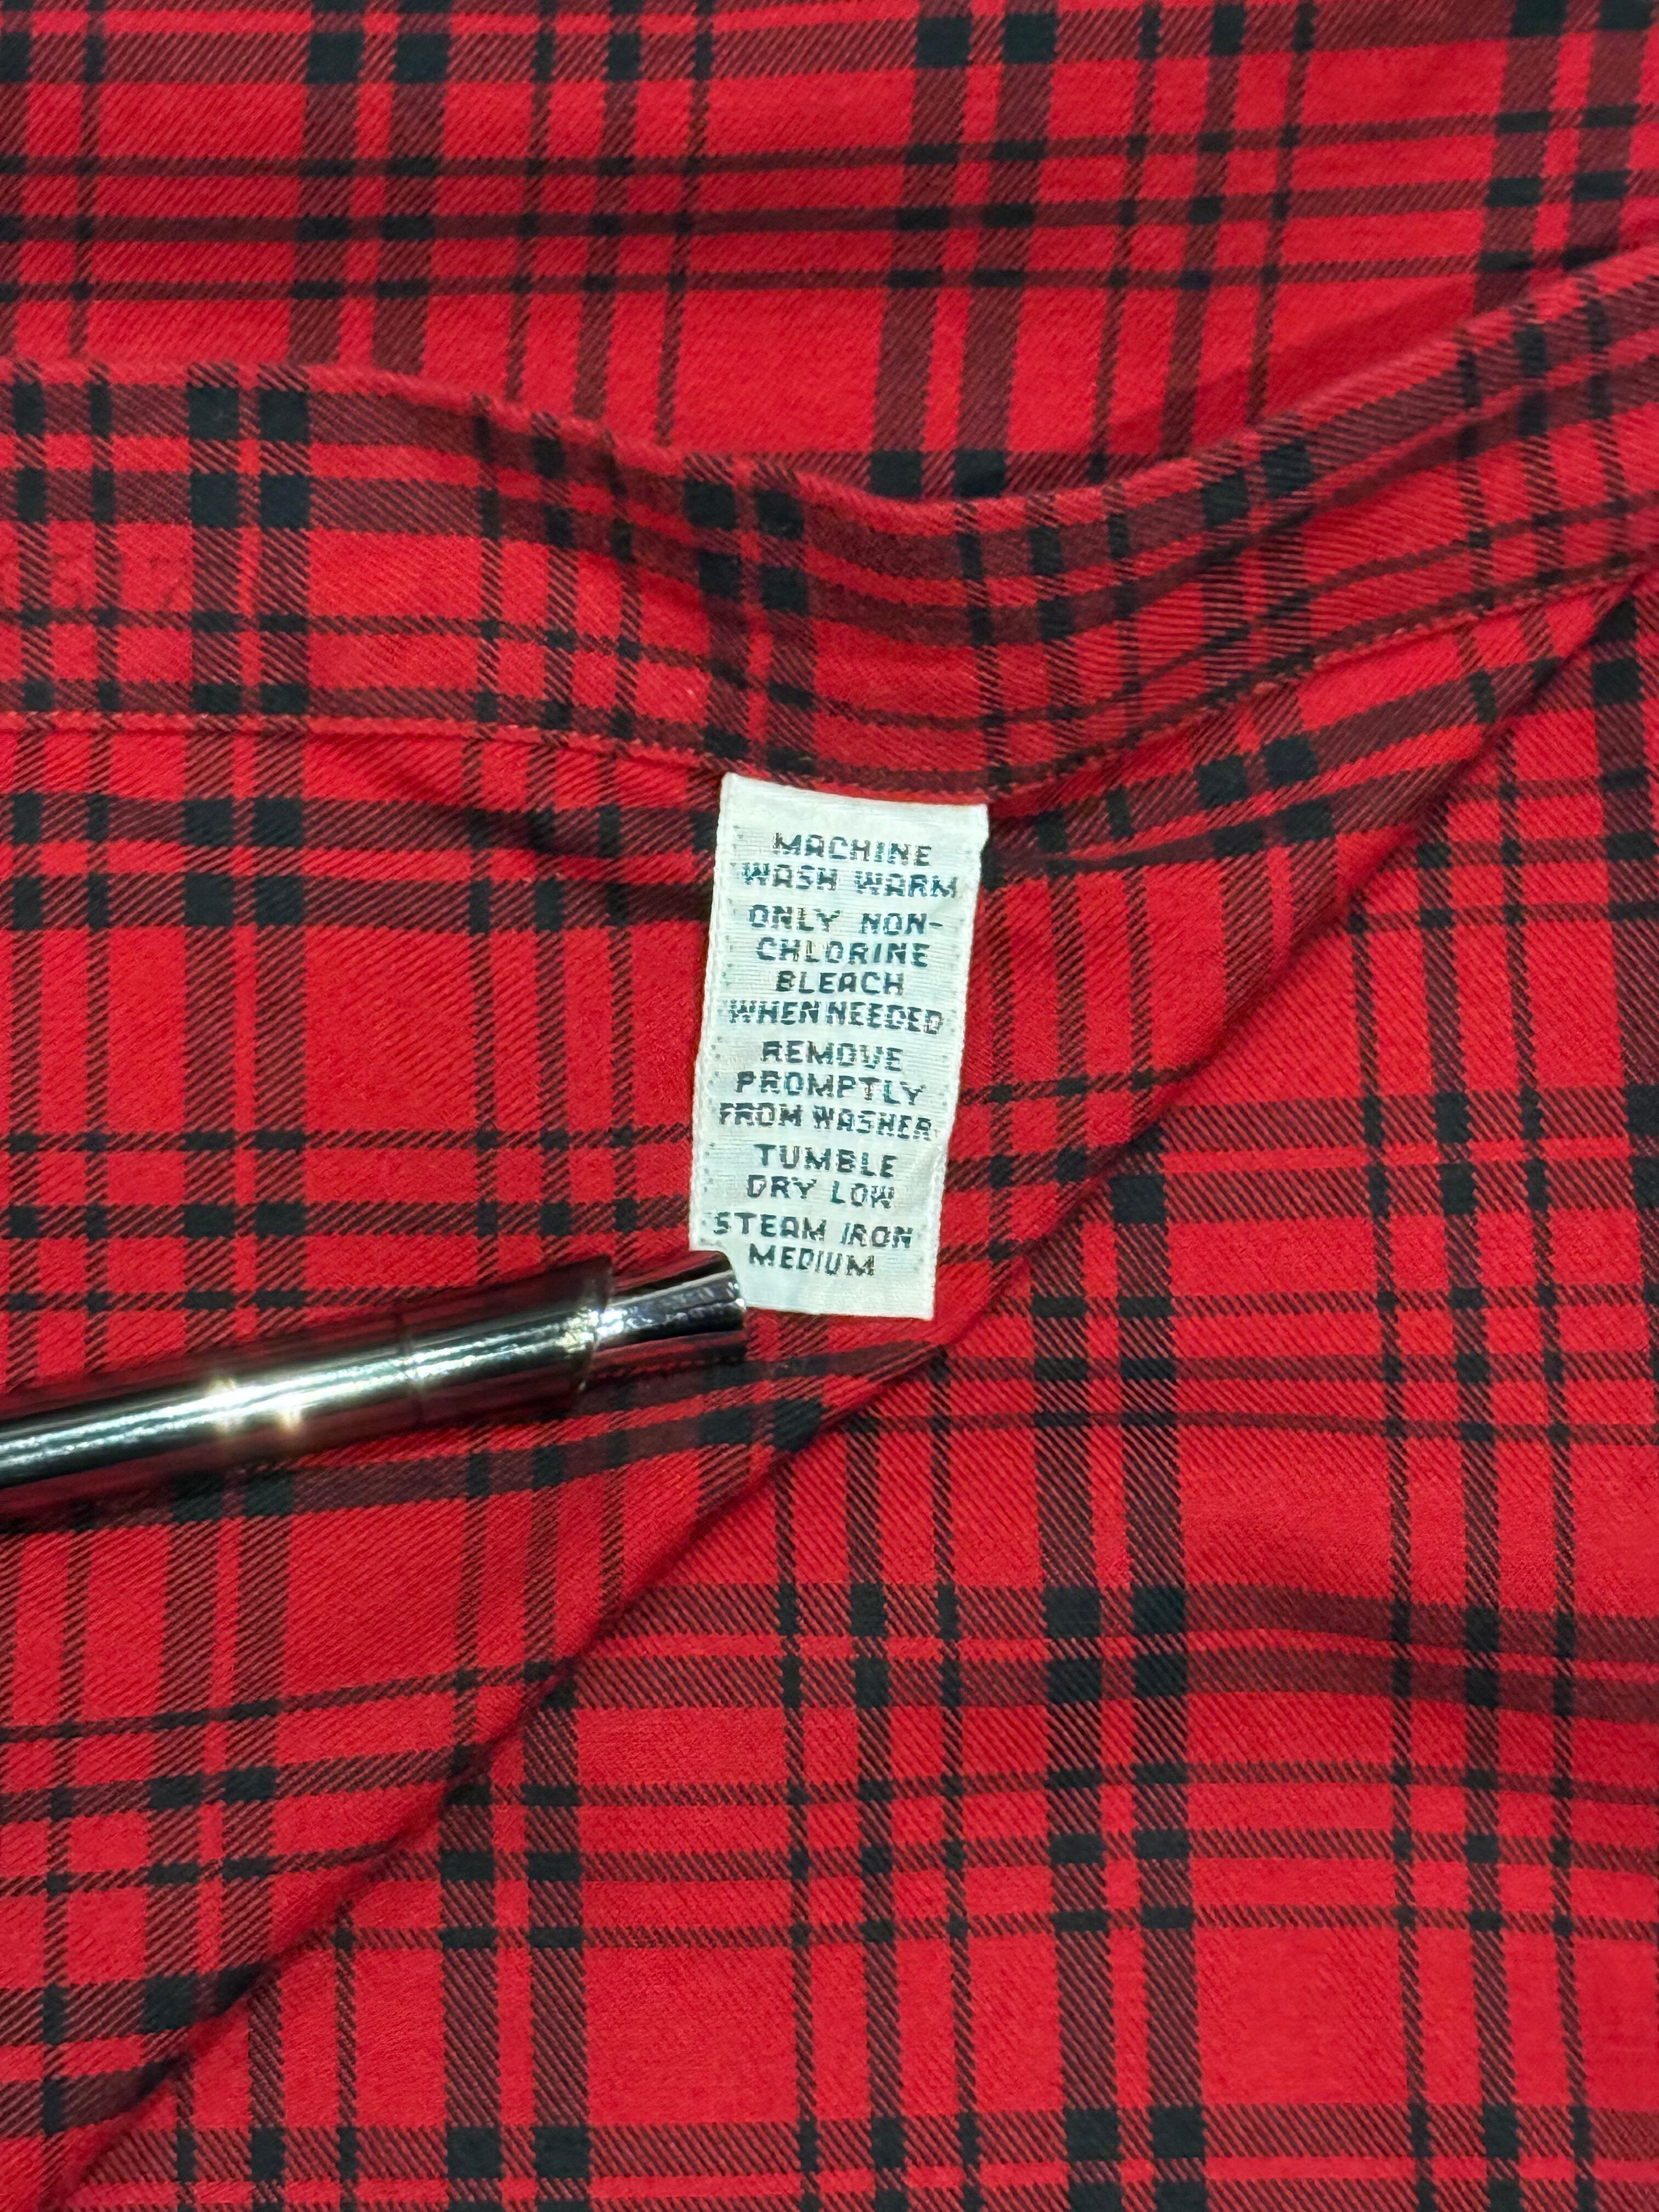 MACHINE
WASH WARM
ONLY NON-
CHLORINE
BLEACH
WHEN NEEDED
REMOVE
PROMPTLY
FROM WASHER
TUMBLE
DRY LOW
STEAM IRON
MEDIUM